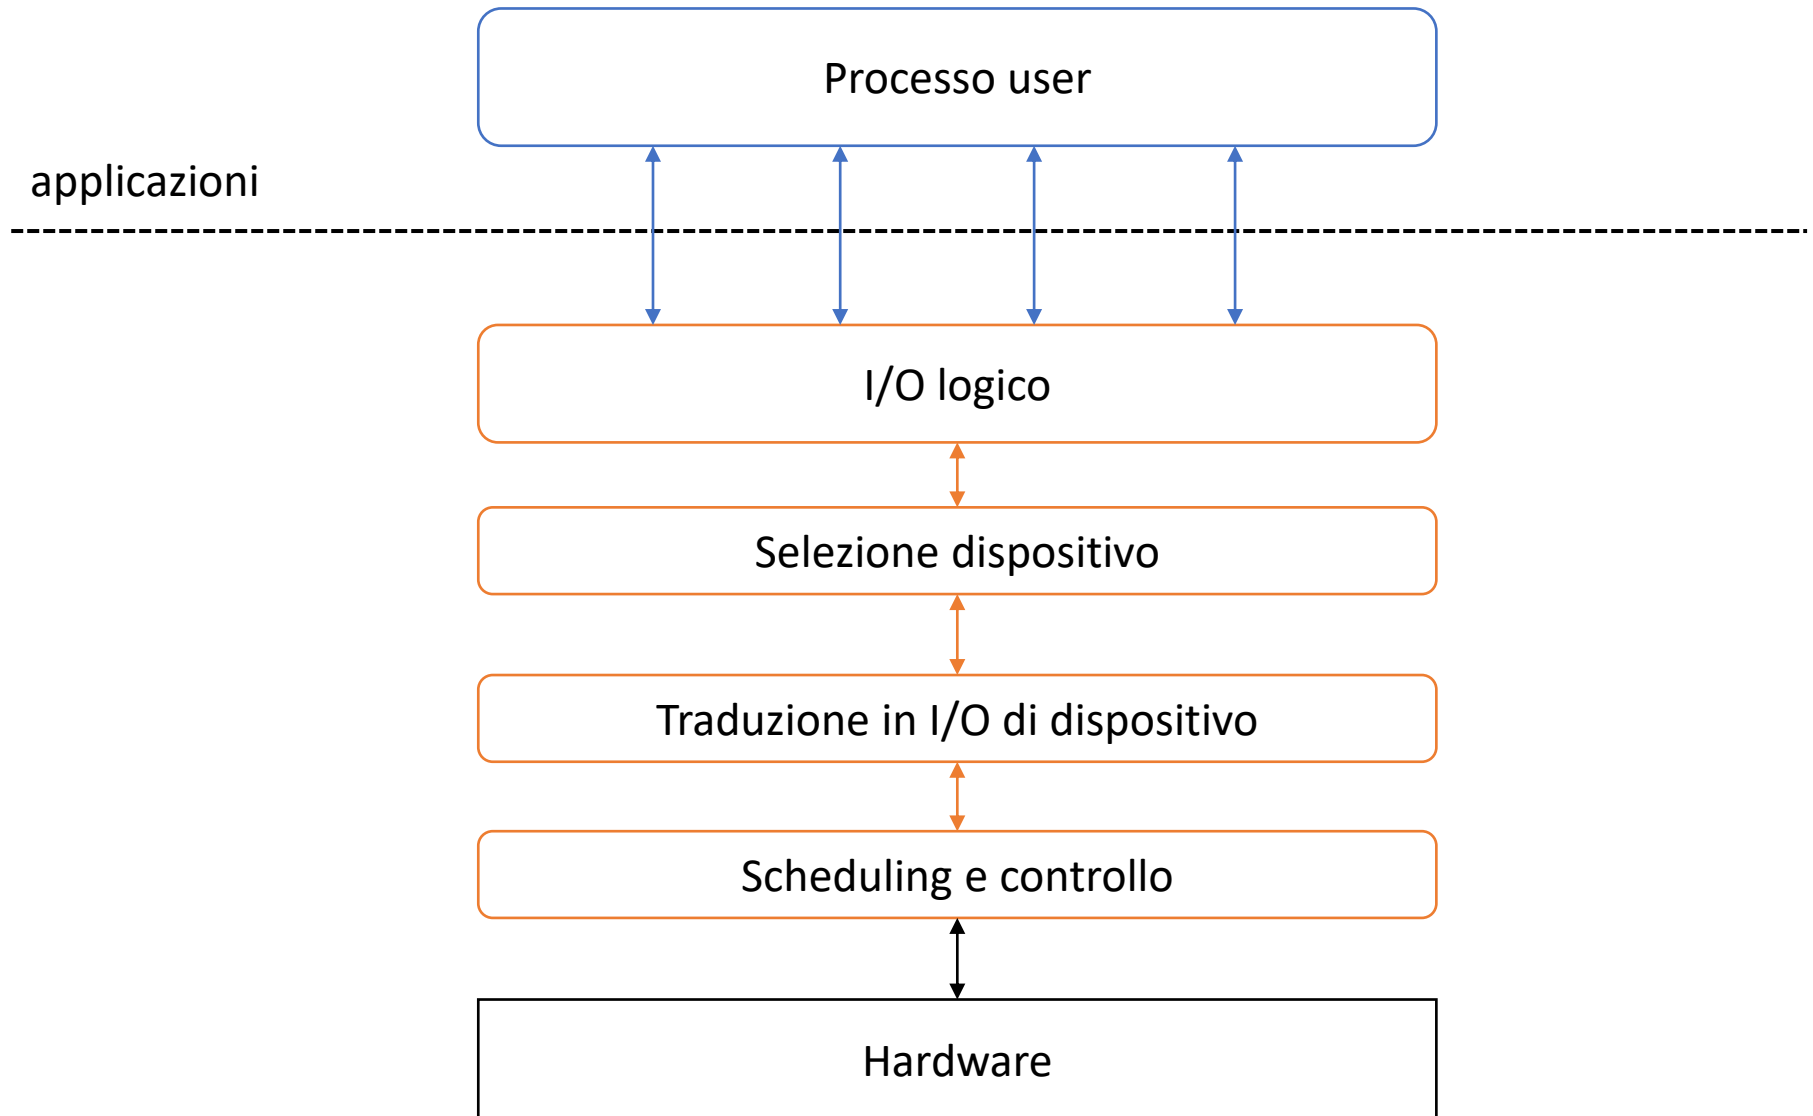 Processo user
applicazioni
I/O logico
Selezione dispositivo
Traduzione in I/O di dispositivo
Scheduling e controllo
Hardware